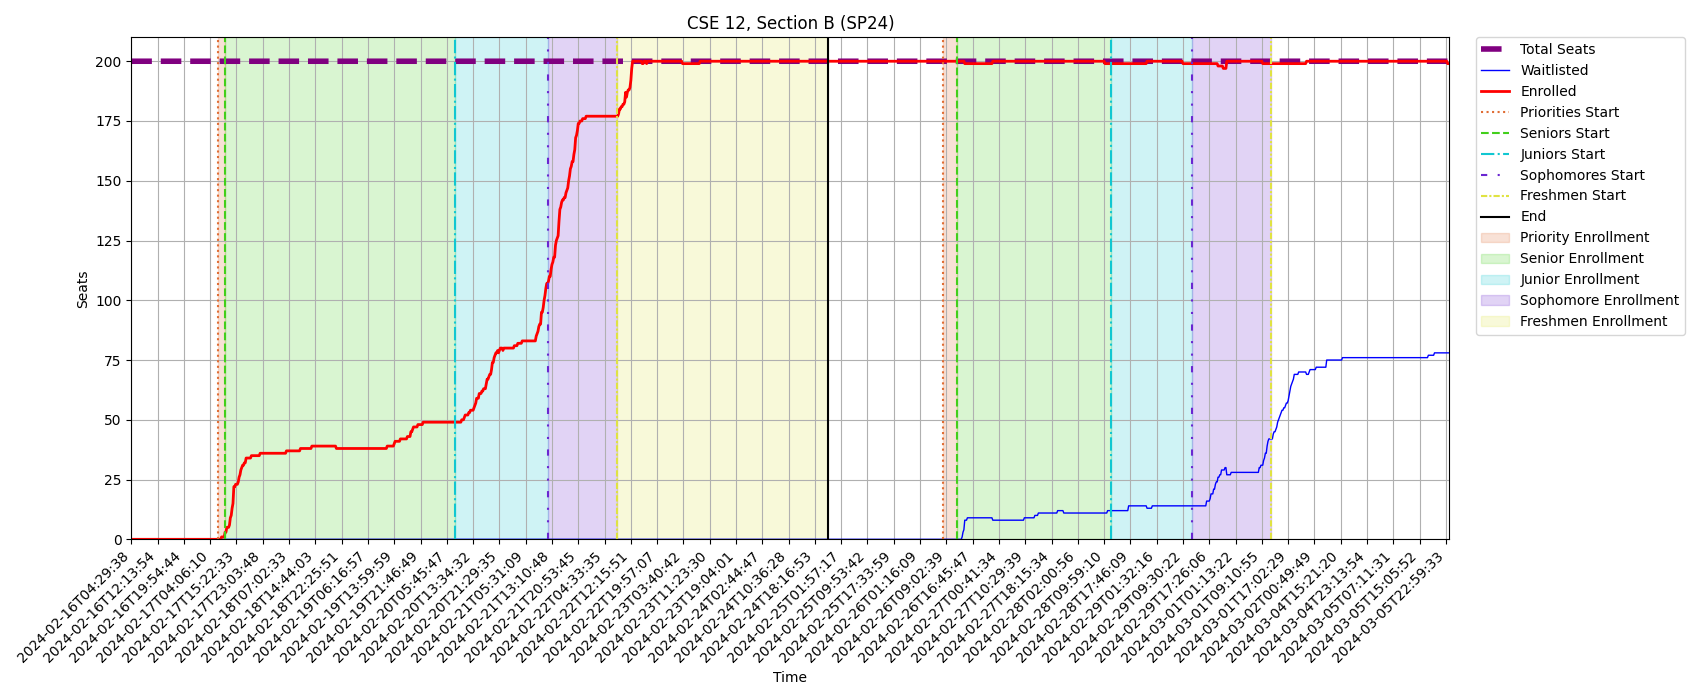 CSE 12, Section B (SP24)
200
175
150
125
100
75
50
25
0
Seats
2024-02-16T04:29:38
2024-02-16T12:13:54
2024-02-16T19:54:44
2024-02-17T04:06:10
2024-02-17T15:22:33
2024-02-17T23:03:48
2024-02-18T07:02:33
2024-02-18T14:44:03
2024-02-18T22:25:51
2024-02-19T06:16:57
2024-02-19T13:59:59
2024-02-19T21:46:49
2024-02-20T05:45:47
2024-02-20T13:34:32
2024-02-20T21:29:35
2024-02-21T05:31:09
2024-02-21T13:10:48
2024-02-21T20:53:45
2024-02-22T04:33:35
2024-02-22T12:15:51
2024-02-22T19:57:07
2024-02-23T03:40:42
2024-02-23T11:23:30
2024-02-23T19:04:01
2024-02-24T02:44:47
2024-02-24T10:36:28
2024-02-24T18:16:53
2024-02-25T01:57:17
2024-02-25T09:53:42
2024-02-25T17:33:59
2024-02-26T01:16:09
2024-02-26T09:02:39
2024-02-26T16:45:47
2024-02-27T00:41:34
2024-02-27T10:29:39
2024-02-27T18:15:34
2024-02-28T02:00:56
2024-02-28T09:59:16
2024-02-28T17:46:09
2024-02-29T01:32:16
2024-02-29T09:30:22
2024-02-29T17:26:06
2024-03-01T01:13:22
2024-03-01T09:10:55
2024-03-01T17:02:29
2024-03-02T00:49:49
2024-03-04T15:21:20
2024-03-04T23:13:54
2024-03-05T07:11:31
2024-03-05T15:05:52
2024-03-05T22:59:33
Time
Total Seats
Waitlisted
Enrolled
Priorities Start
Seniors Start
Juniors Start
Sophomores Start
Freshmen Start
End
Priority Enrollment
Senior Enrollment
Junior Enrollment
Sophomore Enrollment
Freshmen Enrollment